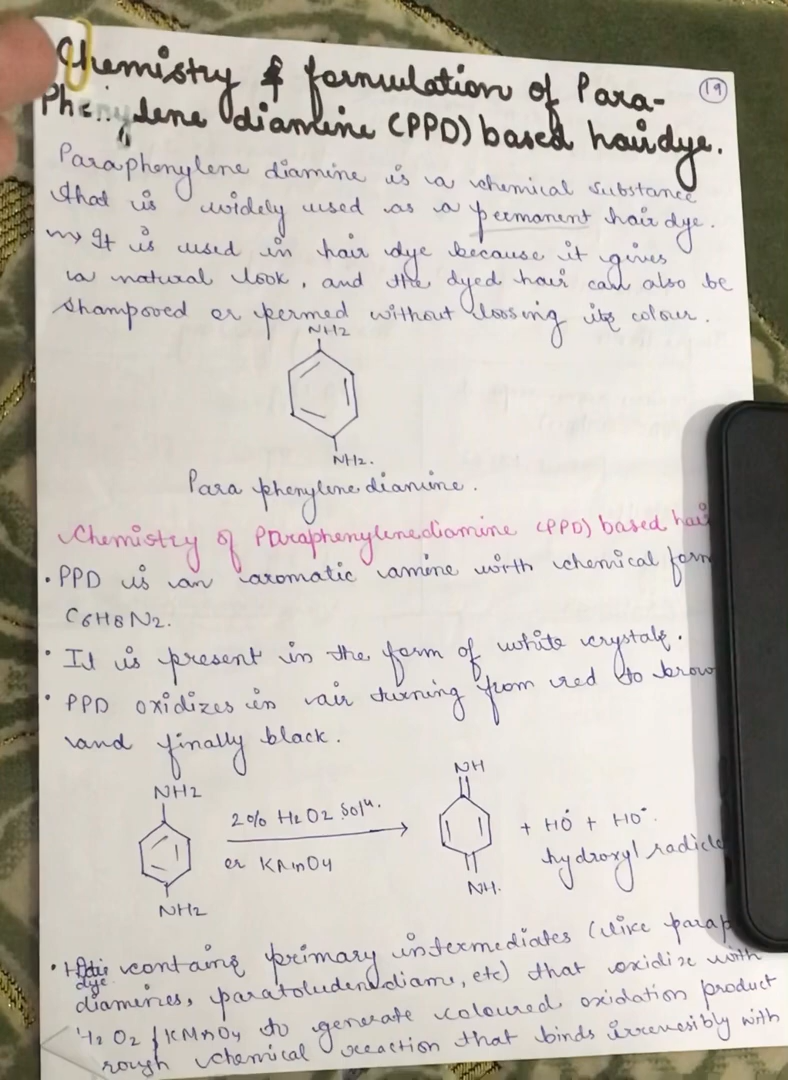 19
Chemistry & formulation of Para-
Phenylene diamine (PPD) based hairdye.
Paraphenylene diamine is a chemical substance
that is widely used as a permanent hair dye.
It is used in hair dye because it gives
a natural look, and the dyed hair can also be
shampooed or permed without loosing its colour.
NH2
NH2.
Para phenylene diamine.
Chemistry of Paraphenylenediamine (PPD) based hai
• PPD is an aromatic amine with chemical form
C6H8N2.
• It is present in the form of white crystals.
• PPD oxidizes in air turning from red to brow
and finally black.
NH2
NH2
2% H2O2 Soln.
or KMnO4
NH
NH.
+ HO• + HO-.
hydroxyl radicle
• dye contains primary intermediates (like parap
diamenes, etc) that oxidize with
H2O2 / KMnO4 to generate coloured oxidation product
chemical reaction that binds with